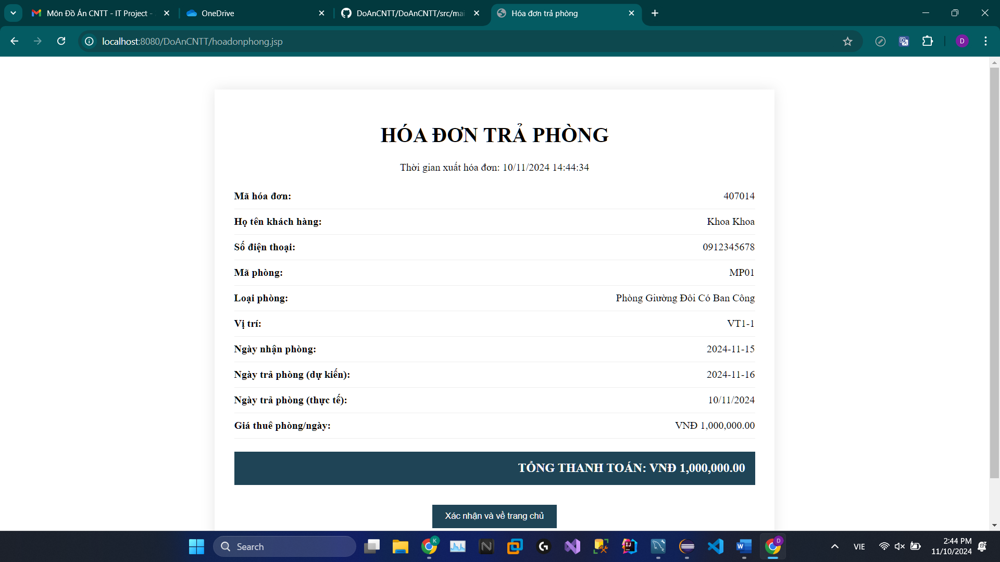 Môn Đồ Án CNTT - IT Project -
OneDrive
DoAnCNTT/DoAnCNTT/src/mai
Hóa đơn trả phòng
localhost:8080/DoAnCNTT/hoadonphong.jsp
D
HÓA ĐƠN TRẢ PHÒNG
Thời gian xuất hóa đơn: 10/11/2024 14:44:34
Mã hóa đơn: 407014
Họ tên khách hàng: Khoa Khoa
Số điện thoại: 0912345678
Mã phòng: MP01
Loại phòng: Phòng Giường Đôi Có Ban Công
Vị trí: VT1-1
Ngày nhận phòng: 2024-11-15
Ngày trả phòng (dự kiến): 2024-11-16
Ngày trả phòng (thực tế): 10/11/2024
Giá thuê phòng/ngày: VNĐ 1,000,000.00
TỔNG THANH TOÁN: VNĐ 1,000,000.00
Xác nhận và về trang chủ
Search
K
D
VIE
2:44 PM
11/10/2024